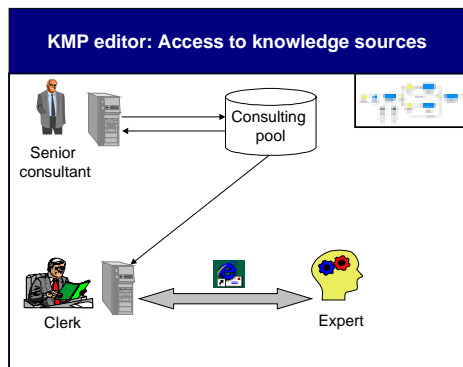 KMP editor: Access to knowledge sources
Consulting
pool
Senior
consultant
Clerk
Expert